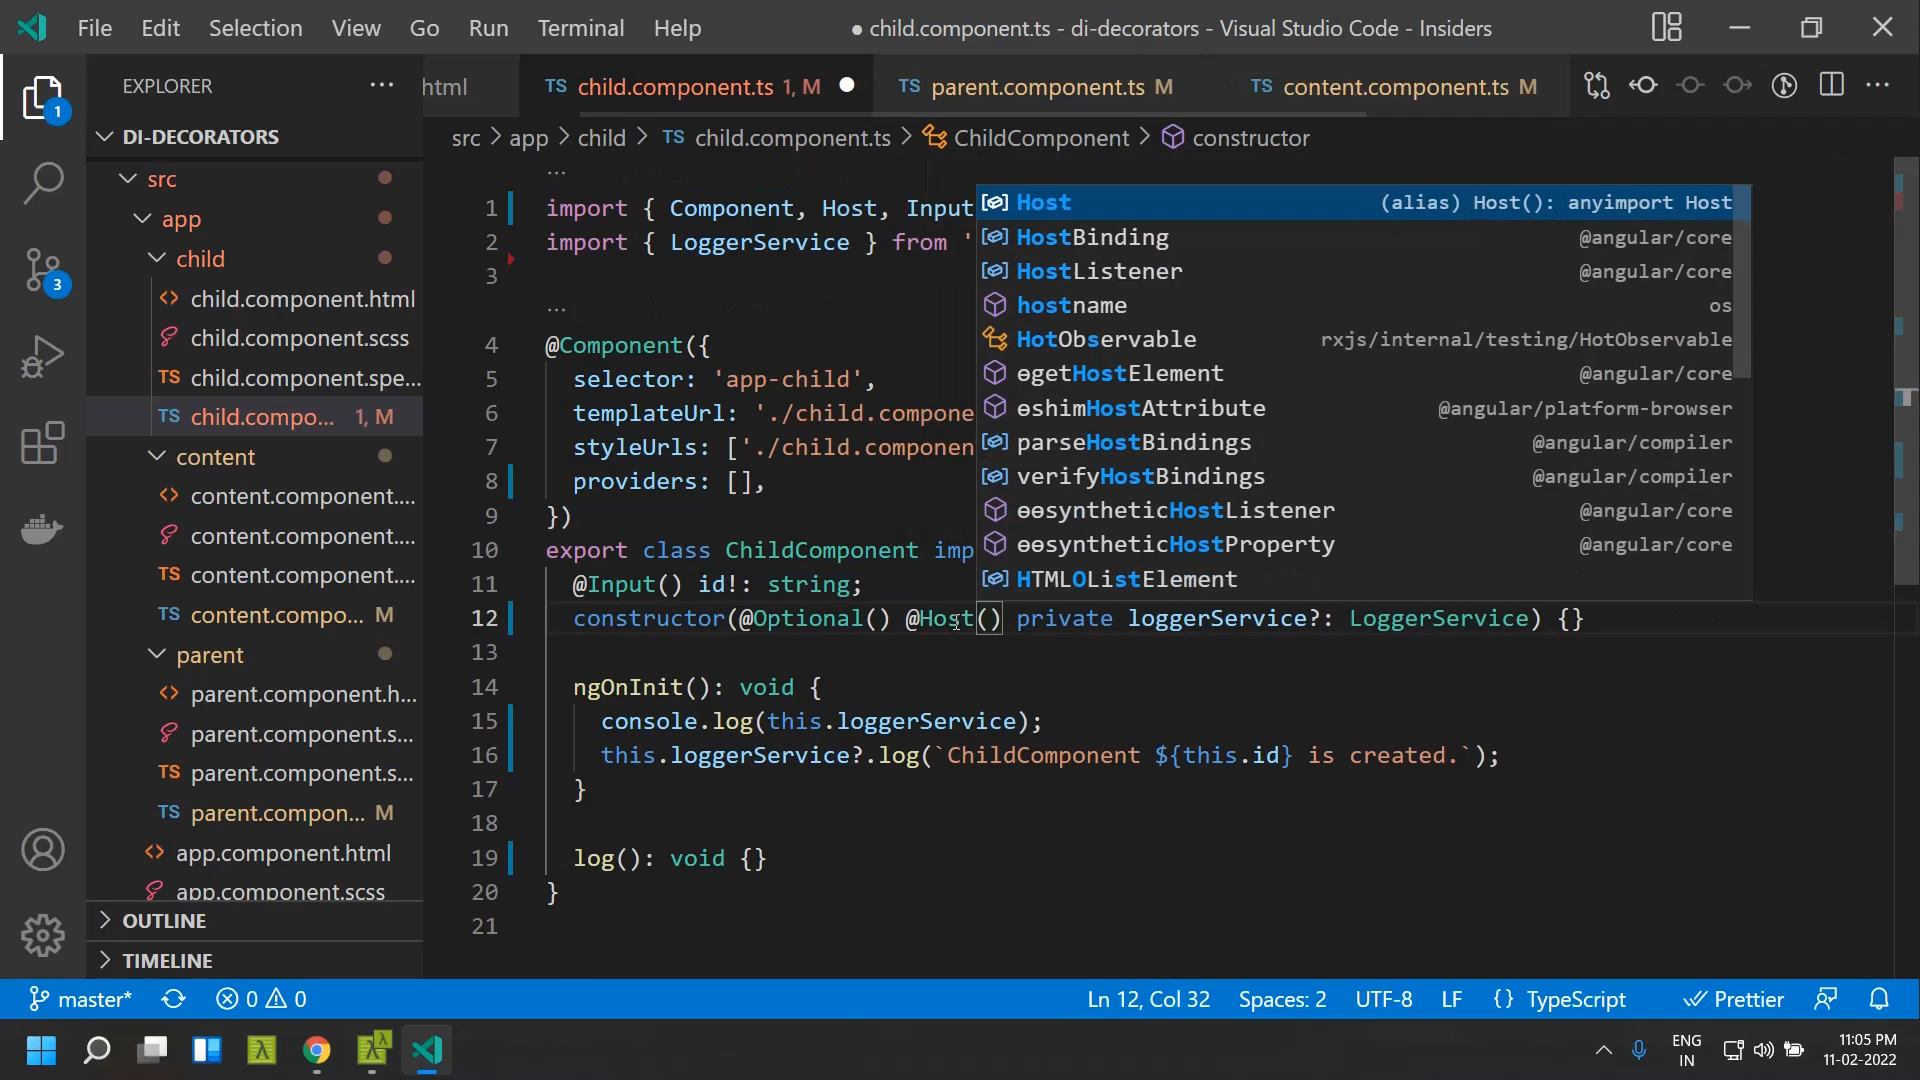 File Edit Selection View Go Run Terminal Help
● child.component.ts - di-decorators - Visual Studio Code - Insiders
EXPLORER ···
html
TS child.component.ts 1, M
TS parent.component.ts M
TS content.component.ts M
DI-DECORATORS
src > app > child > TS child.component.ts > ChildComponent > constructor
src
app
child
child.component.html
child.component.scss
TS child.component.spe...
TS child.compo... 1, M
content
content.component....
content.component....
TS content.component....
TS content.compo... M
parent
parent.component.h...
parent.component.s...
TS parent.component.s...
TS parent.compon... M
app.component.html
app.component.scss
OUTLINE
TIMELINE
1
3
...
1 import { Component, Host, Input
2 import { LoggerService } from '
3
...
4 @Component({
5 selector: 'app-child',
6 templateUrl: './child.compone
7 styleUrls: ['./child.componen
8 providers: [],
9 })
10 export class ChildComponent imp
11 @Input() id!: string;
12 constructor(@Optional() @Host() private loggerService?: LoggerService) {}
13
14 ngOnInit(): void {
15 console.log(this.loggerService);
16 this.loggerService?.log(`ChildComponent ${this.id} is created.`);
17 }
18
19 log(): void {}
20 }
21
Host (alias) Host(): anyimport Host
HostBinding @angular/core
HostListener @angular/core
hostname os
HotObservable rxjs/internal/testing/HotObservable
ɵgetHostElement @angular/core
ɵshimHostAttribute @angular/platform-browser
parseHostBindings @angular/compiler
verifyHostBindings @angular/compiler
ɵɵsyntheticHostListener @angular/core
ɵɵsyntheticHostProperty @angular/core
HTMLOListElement
master* 0 0 Ln 12, Col 32 Spaces: 2 UTF-8 LF {} TypeScript Prettier
ENG
IN
11:05 PM
11-02-2022